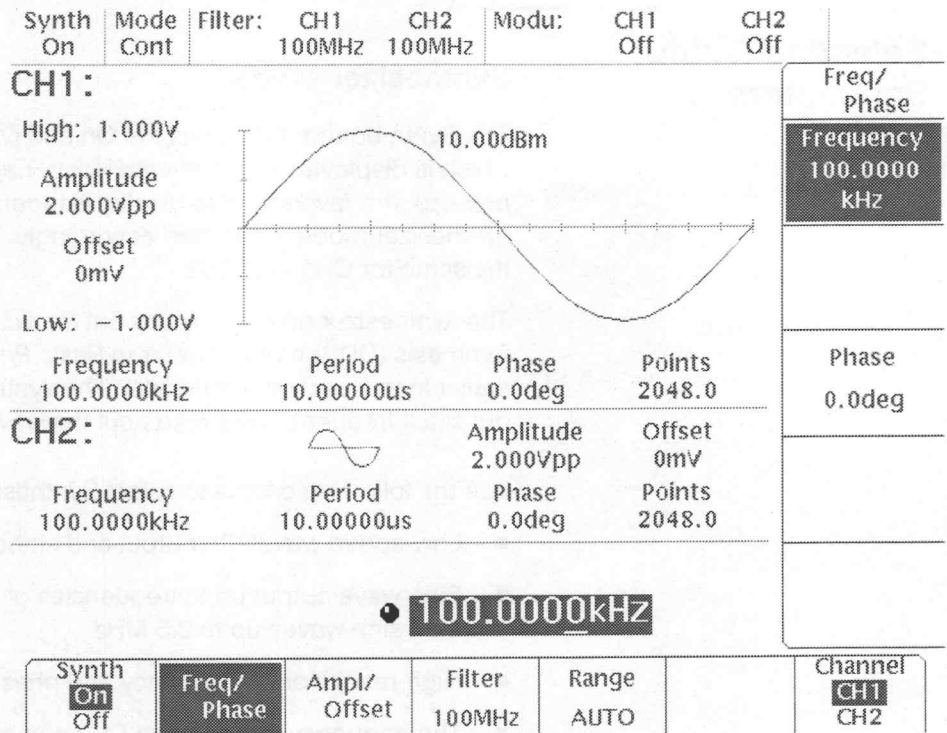 Synth Mode Filter: CH1 CH2 Modu: CH1 CH2
On Cont 100MHz 100MHz Off Off
CH1:
High: 1.000V
10.00dBm
Amplitude
2.000Vpp
Offset
0mV
Low: -1.000V
Frequency Period Phase Points
100.0000kHz 10.00000us 0.0deg 2048.0
CH2:
Amplitude Offset
2.000Vpp 0mV
Frequency Period Phase Points
100.0000kHz 10.00000us 0.0deg 2048.0
100.0000kHz
Freq/
Phase
Frequency
100.0000
kHz
Phase
0.0deg
Synth
On
Off
Freq/
Phase
Ampl/
Offset
Filter
100MHz
Range
AUTO
Channel
CH1
CH2